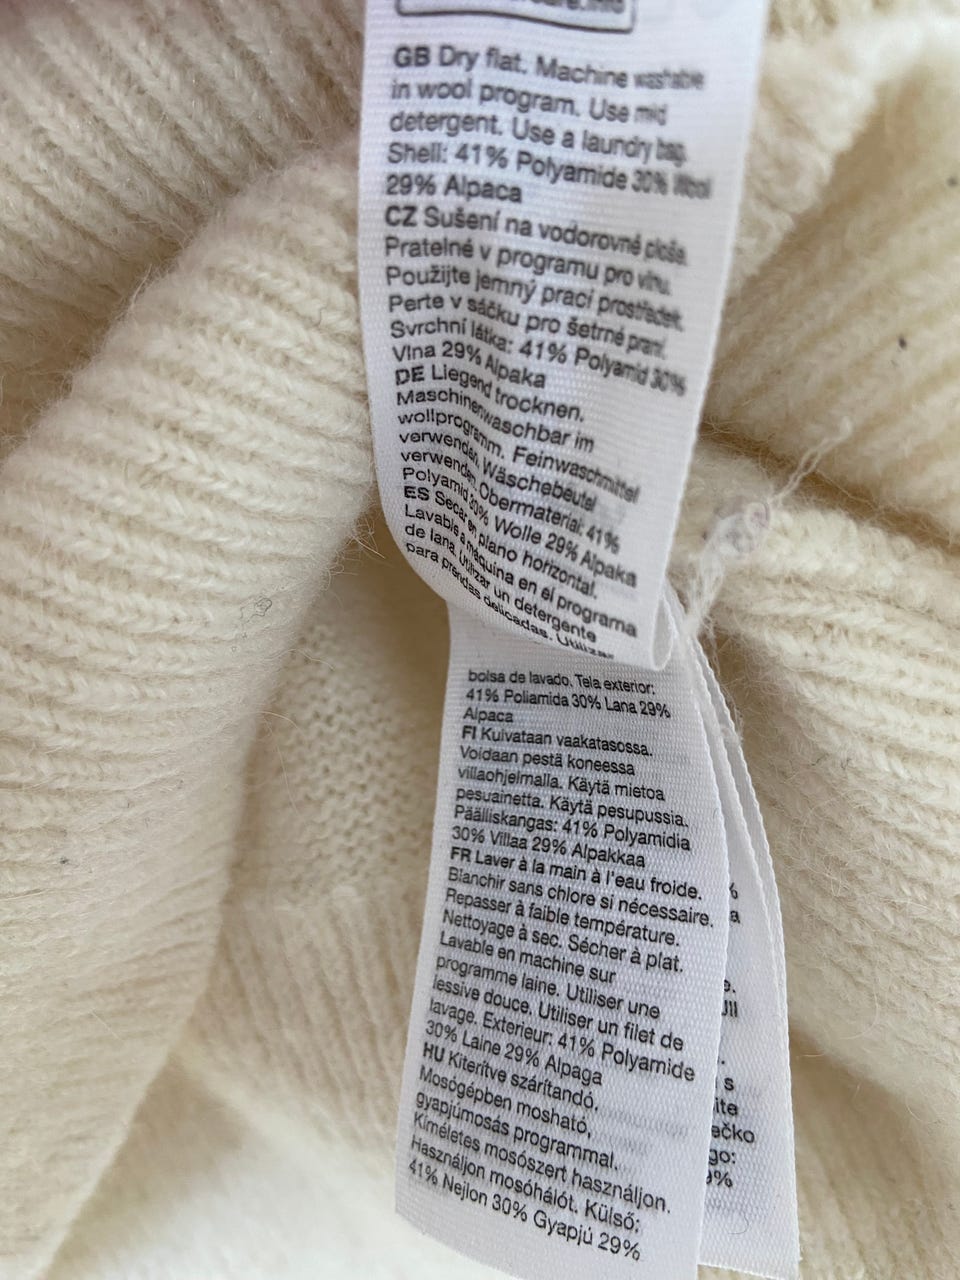 GB Dry flat. Machine washable
in wool program. Use mild
detergent. Use a laundry bag.
Shell: 41% Polyamide 30% Wool
29% Alpaca
CZ Sušení na vodorovné ploše.
Pratelné v programu pro vlnu.
Použijte jemný prací prostředek.
Perte v sáčku pro šetrné praní.
Svrchní látka: 41% Polyamid 30%
Vlna 29% Alpaka
DE Liegend trocknen.
Maschinenwaschbar im
wollprogramm. Feinwaschmittel
verwenden. Wäschebeutel
verwenden. Obermaterial: 41%
Polyamid 30% Wolle 29% Alpaka
ES Secar en plano horizontal.
Lavable a máquina en el programa
de lana. Utilizar un detergente
para prendas delicadas. Utilizar
bolsa de lavado. Tela exterior:
41% Poliamida 30% Lana 29%
Alpaca
FI Kuivataan vaakatasossa.
Voidaan pestä koneessa
villaohjelmalla. Käytä mietoa
pesuainetta. Käytä pesupussia.
Päälliskangas: 41% Polyamidia
30% Villaa 29% Alpakkaa
FR Laver à la main à l'eau froide.
Blanchir sans chlore si nécessaire.
Repasser à faible température.
Nettoyage à sec. Sécher à plat.
Lavable en machine sur
programme laine. Utiliser une
lessive douce. Utiliser un filet de
lavage. Exterieur: 41% Polyamide
30% Laine 29% Alpaga
HU Kiterítve szárítandó.
Mosógépben mosható,
gyapjúmosás programmal.
Kíméletes mosószert használjon.
Használjon mosóhálót. Külső:
41% Nejlon 30% Gyapjú 29%